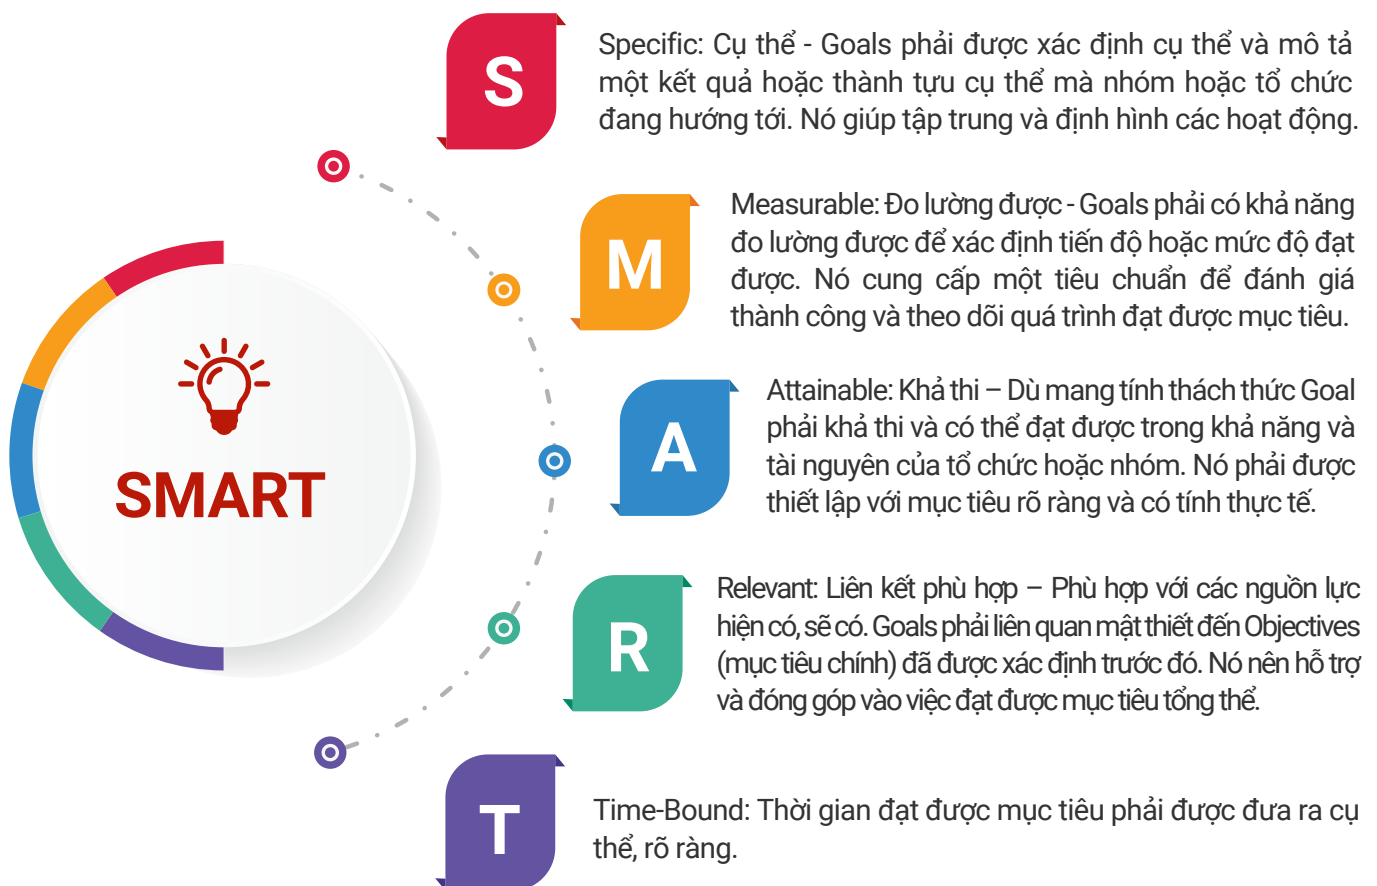 S
Specific: Cụ thể - Goals phải được xác định cụ thể và mô tả
một kết quả hoặc thành tựu cụ thể mà nhóm hoặc tổ chức
đang hướng tới. Nó giúp tập trung và định hình các hoạt động.
M
Measurable: Đo lường được - Goals phải có khả năng
đo lường được để xác định tiến độ hoặc mức độ đạt
được. Nó cung cấp một tiêu chuẩn để đánh giá
thành công và theo dõi quá trình đạt được mục tiêu.
SMART
A
Attainable: Khả thi – Dù mang tính thách thức Goal
phải khả thi và có thể đạt được trong khả năng và
tài nguyên của tổ chức hoặc nhóm. Nó phải được
thiết lập với mục tiêu rõ ràng và có tính thực tế.
R
Relevant: Liên kết phù hợp – Phù hợp với các nguồn lực
hiện có, sẽ có. Goals phải liên quan mật thiết đến Objectives
(mục tiêu chính) đã được xác định trước đó. Nó nên hỗ trợ
và đóng góp vào việc đạt được mục tiêu tổng thể.
T
Time-Bound: Thời gian đạt được mục tiêu phải được đưa ra cụ
thể, rõ ràng.